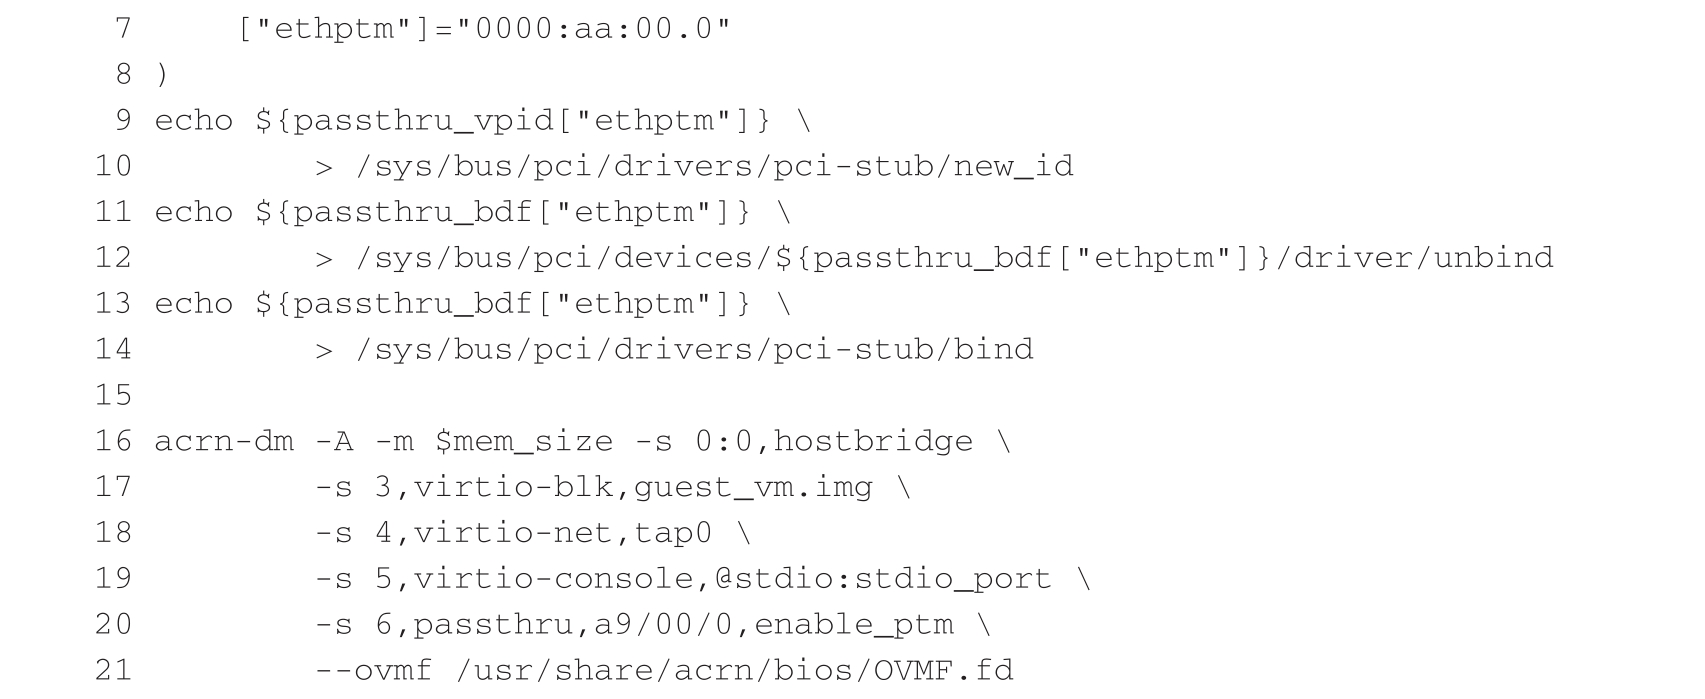 7     ["ethptm"]="0000:aa:00.0"
8 )
9 echo ${passthru_vpid["ethptm"]} \
10         > /sys/bus/pci/drivers/pci-stub/new_id
11 echo ${passthru_bdf["ethptm"]} \
12         > /sys/bus/pci/devices/${passthru_bdf["ethptm"]}/driver/unbind
13 echo ${passthru_bdf["ethptm"]} \
14         > /sys/bus/pci/drivers/pci-stub/bind
15
16 acrn-dm -A -m $mem_size -s 0:0,hostbridge \
17         -s 3,virtio-blk,guest_vm.img \
18         -s 4,virtio-net,tap0 \
19         -s 5,virtio-console,@stdio:stdio_port \
20         -s 6,passthru,a9/00/0,enable_ptm \
21         --ovmf /usr/share/acrn/bios/OVMF.fd